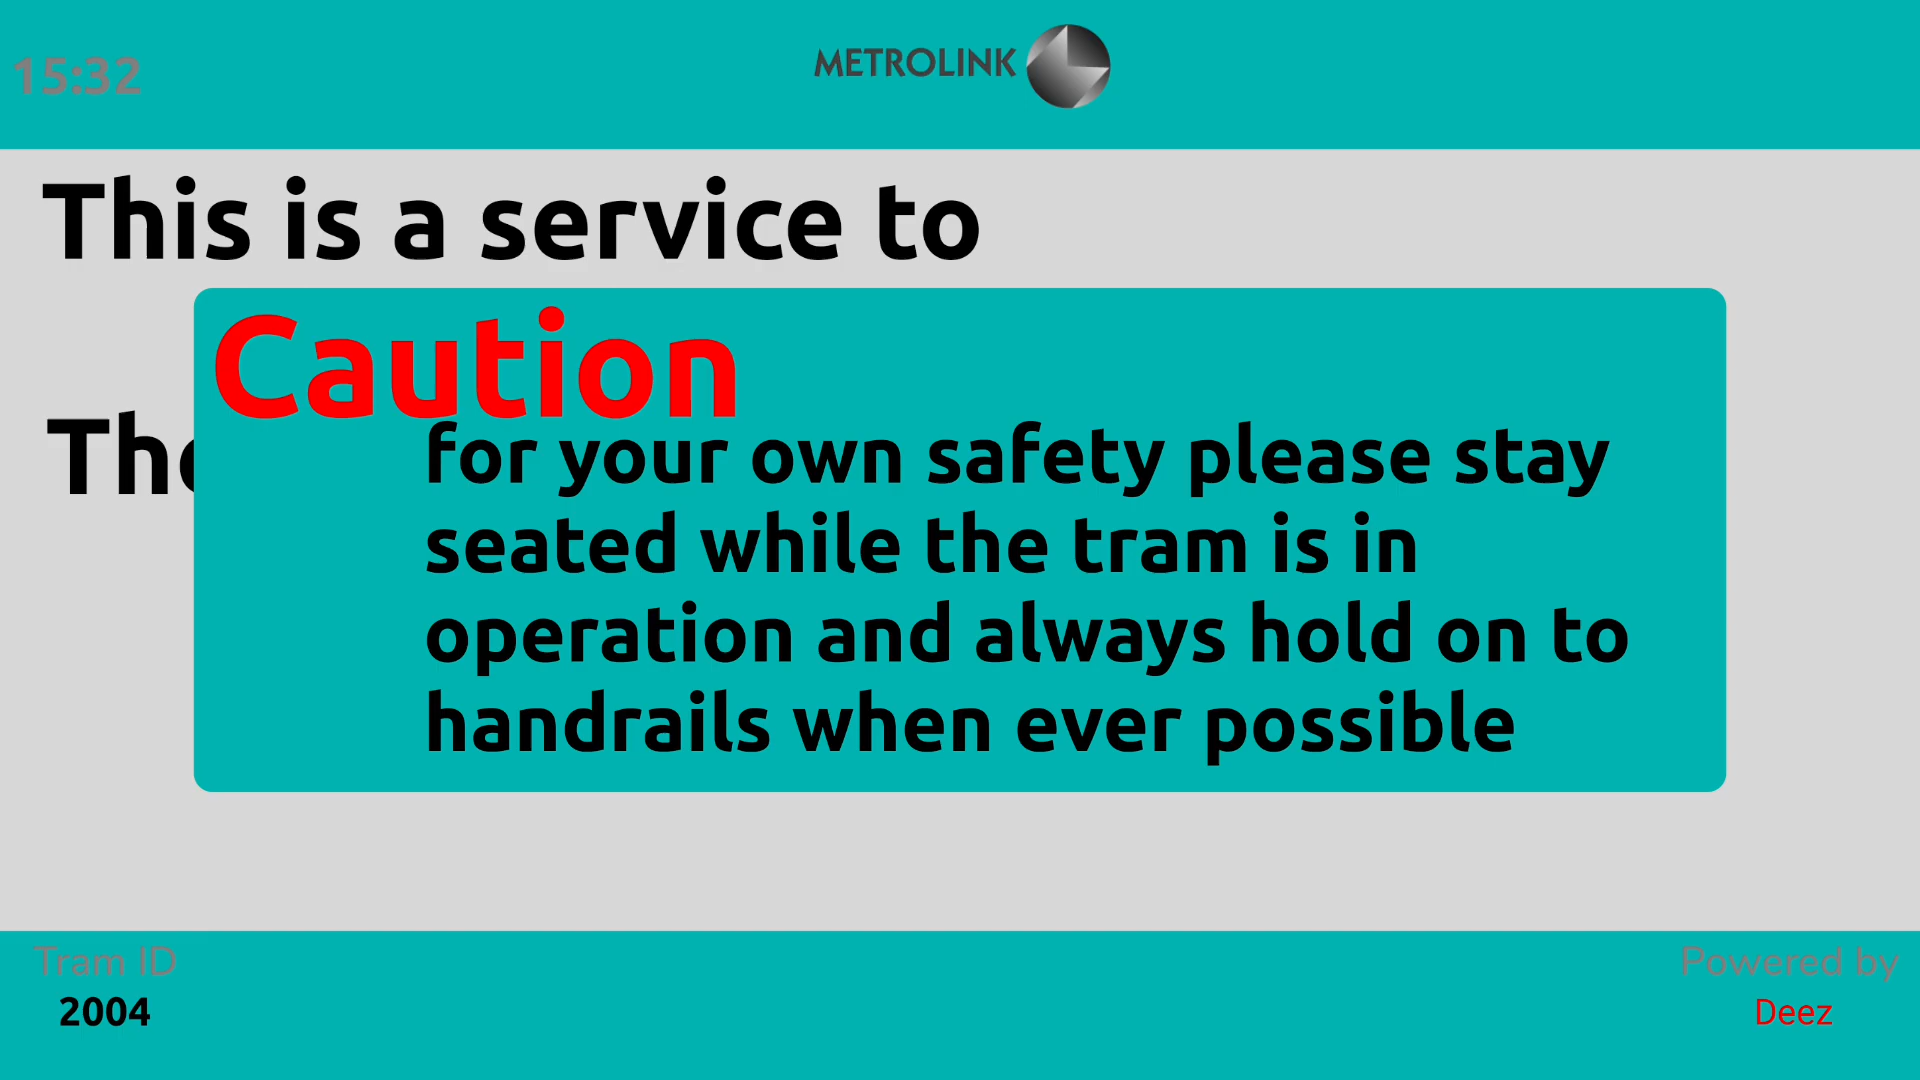 15:32
METROLINK
This is a service to
Caution
for your own safety please stay
seated while the tram is in
operation and always hold on to
handrails when ever possible
Tram ID
2004
Powered by
Deez